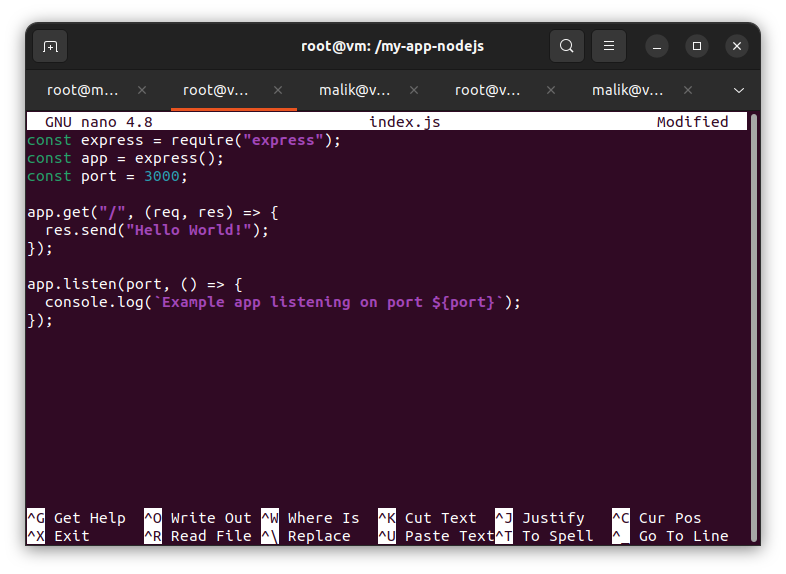 root@vm: /my-app-nodejs
root@m... root@v... malik@v... root@v... malik@v...
GNU nano 4.8 index.js Modified
const express = require("express");
const app = express();
const port = 3000;

app.get("/", (req, res) => {
  res.send("Hello World!");
});

app.listen(port, () => {
  console.log(`Example app listening on port ${port}`);
});

^G Get Help ^O Write Out ^W Where Is ^K Cut Text ^J Justify ^C Cur Pos
^X Exit ^R Read File ^\ Replace ^U Paste Text ^T To Spell ^_ Go To Line